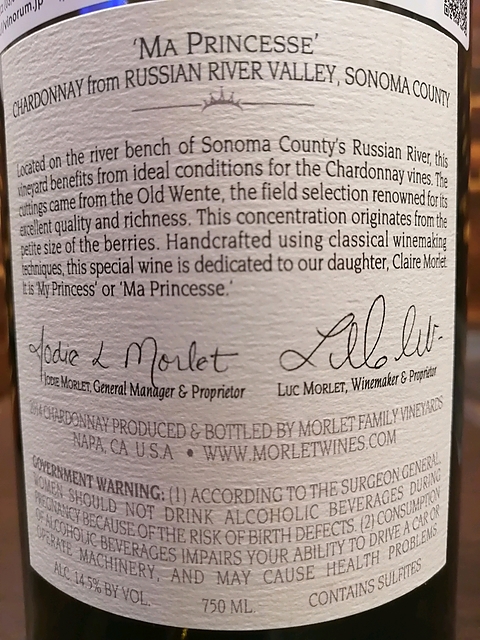 vinorum.jp
'MA PRINCESSE'
CHARDONNAY from RUSSIAN RIVER VALLEY, SONOMA COUNTY
Located on the river bench of Sonoma County's Russian River, this
vineyard benefits from ideal conditions for the Chardonnay vines. The
cuttings came from the Old Wente, the field selection renowned for its
excellent quality and richness. This concentration originates from the
petite size of the berries. Handcrafted using classical winemaking
techniques, this special wine is dedicated to our daughter, Claire Morlet.
It is 'My Princess' or 'Ma Princesse.'
Jodie L Morlet
JODIE MORLET, General Manager & Proprietor
LUC MORLET, Winemaker & Proprietor
CHARDONNAY PRODUCED & BOTTLED BY MORLET FAMILY VINEYARDS
NAPA, CA U.S.A • WWW.MORLETWINES.COM
GOVERNMENT WARNING: (1) ACCORDING TO THE SURGEON GENERAL,
WOMEN SHOULD NOT DRINK ALCOHOLIC BEVERAGES DURING
PREGNANCY BECAUSE OF THE RISK OF BIRTH DEFECTS. (2) CONSUMPTION
OF ALCOHOLIC BEVERAGES IMPAIRS YOUR ABILITY TO DRIVE A CAR OR
OPERATE MACHINERY, AND MAY CAUSE HEALTH PROBLEMS.
ALC. 14.5% BY VOL. 750 ML. CONTAINS SULFITES